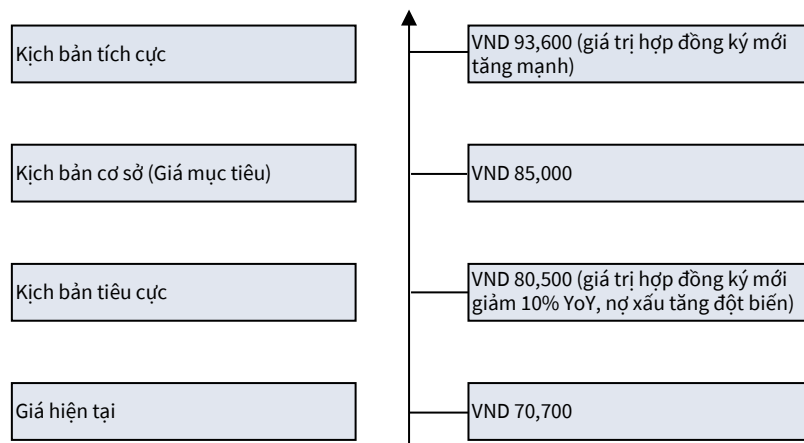 Kịch bản tích cực
VND 93,600 (giá trị hợp đồng ký mới
tăng mạnh)
Kịch bản cơ sở (Giá mục tiêu)
VND 85,000
Kịch bản tiêu cực
VND 80,500 (giá trị hợp đồng ký mới
giảm 10% YoY, nợ xấu tăng đột biến)
Giá hiện tại
VND 70,700